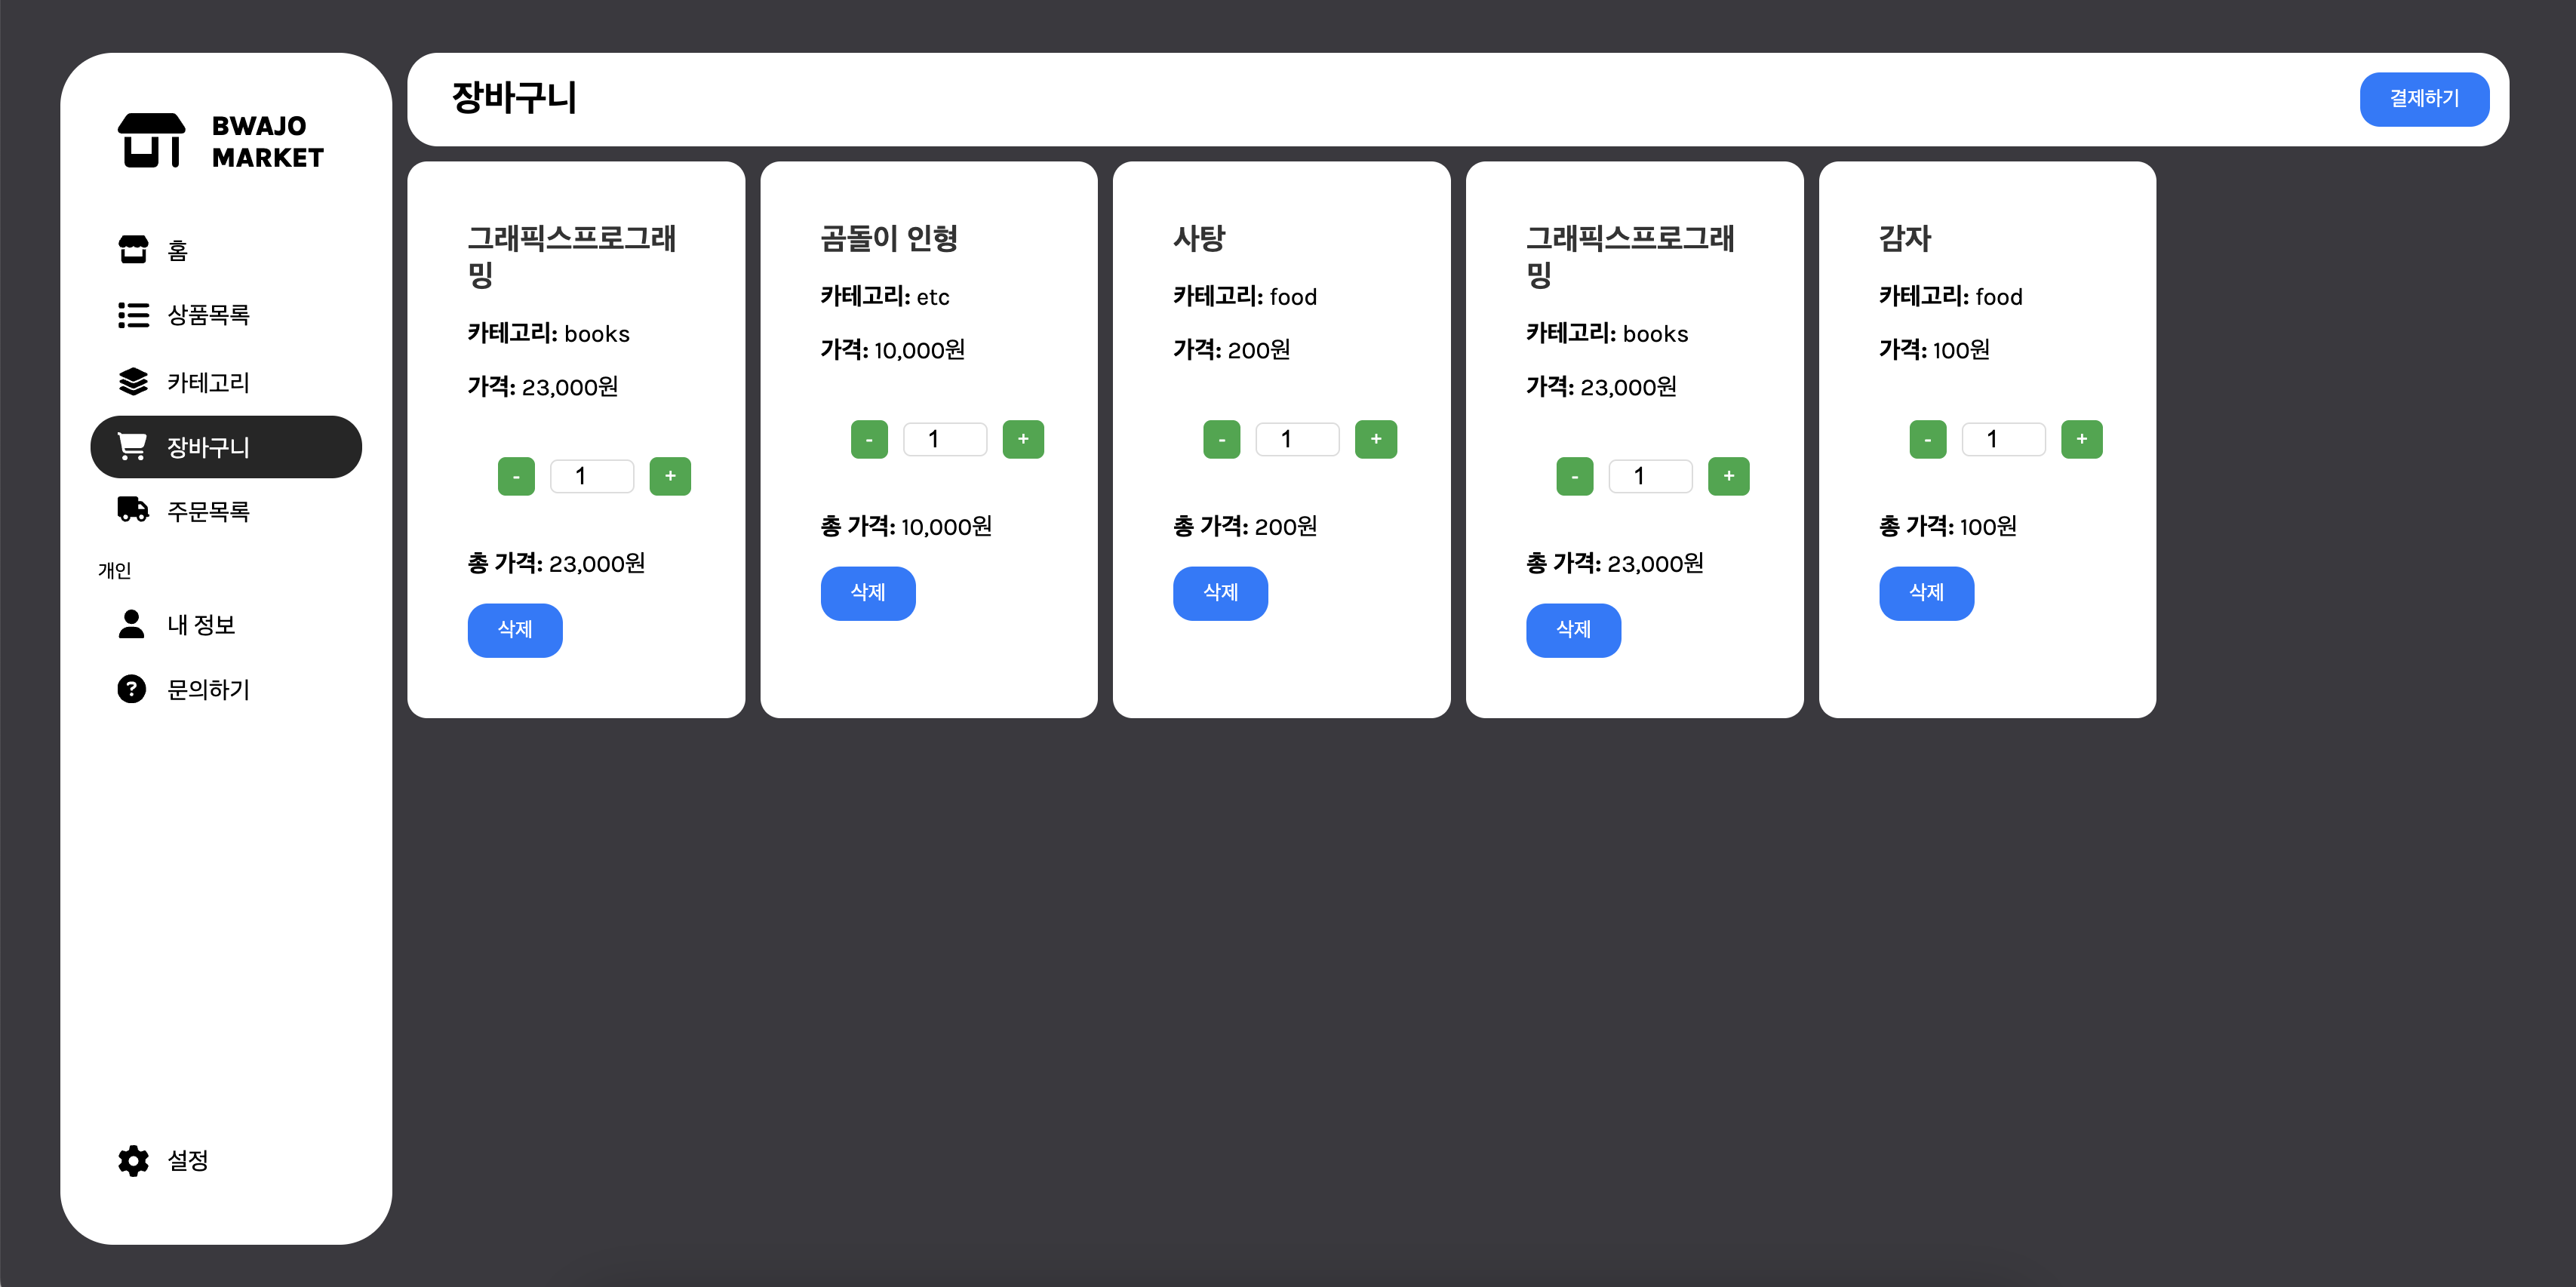 BWAJO
MARKET
홈
상품목록
카테고리
장바구니
주문목록
개인
내 정보
문의하기
설정
장바구니
결제하기
그래픽스프로그래
밍
카테고리: books
가격: 23,000원
- 1 +
총 가격: 23,000원
삭제
곰돌이 인형
카테고리: etc
가격: 10,000원
- 1 +
총 가격: 10,000원
삭제
사탕
카테고리: food
가격: 200원
- 1 +
총 가격: 200원
삭제
그래픽스프로그래
밍
카테고리: books
가격: 23,000원
- 1 +
총 가격: 23,000원
삭제
감자
카테고리: food
가격: 100원
- 1 +
총 가격: 100원
삭제